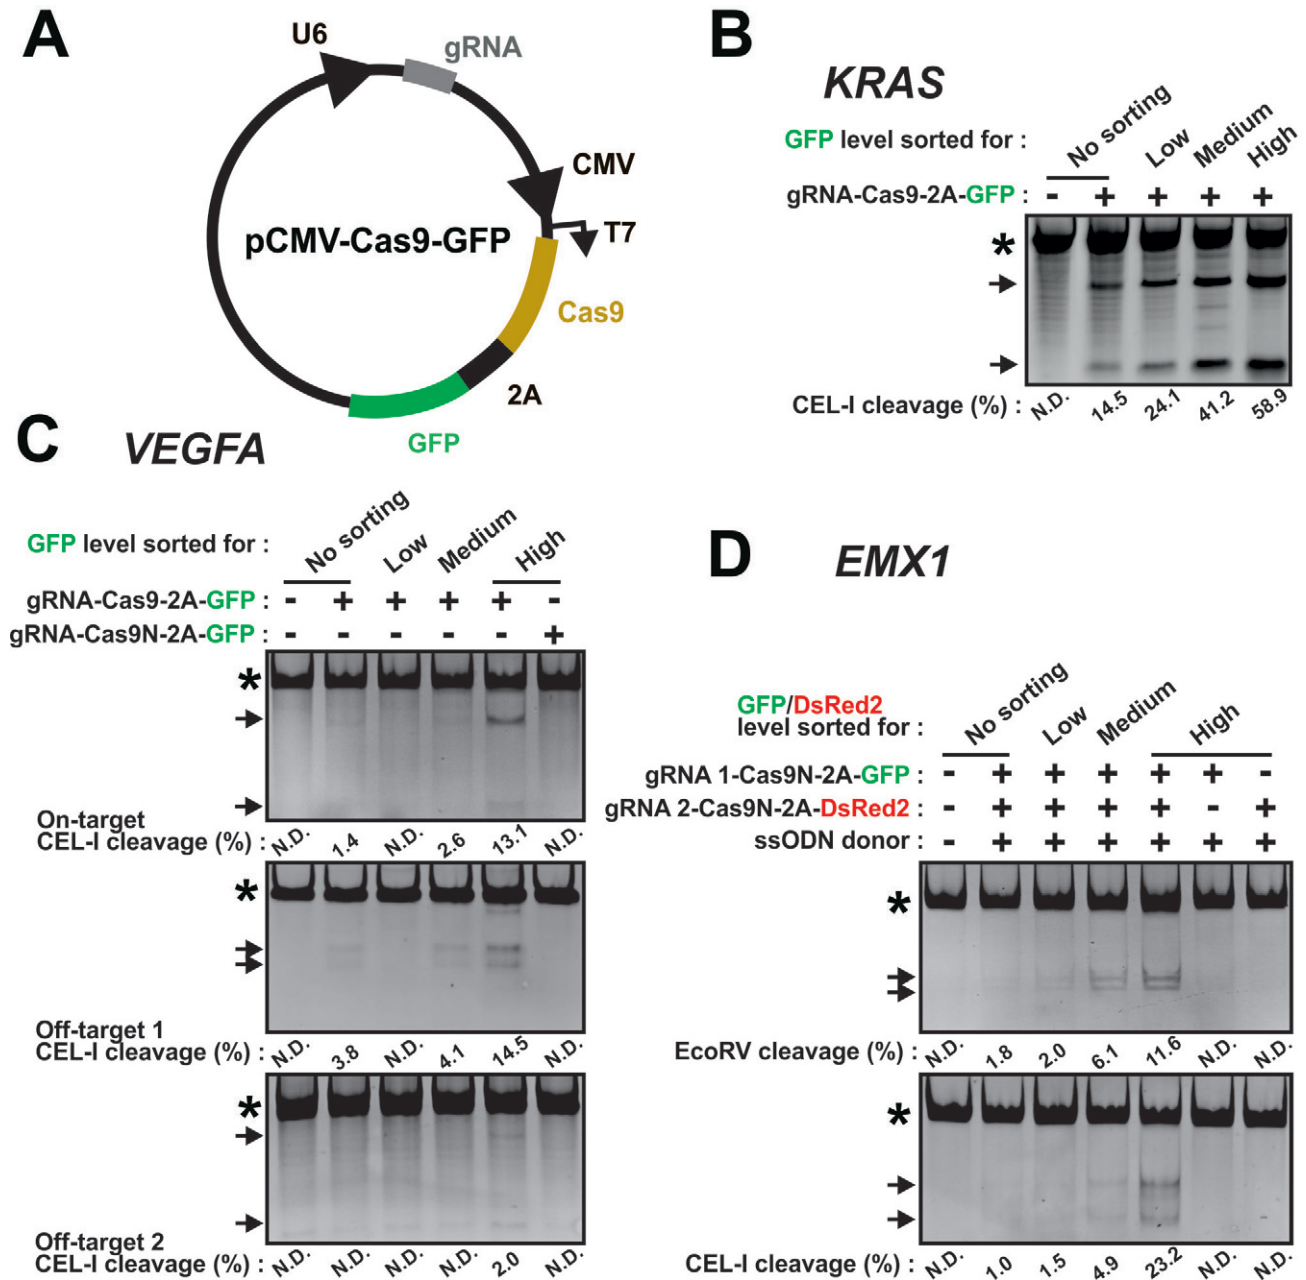 A
U6
gRNA
CMV
T7
pCMV-Cas9-GFP
Cas9
2A
GFP
B
KRAS
GFP level sorted for :
No sorting Low Medium High
gRNA-Cas9-2A-GFP : - + + + +
*
CEL-I cleavage (%) : N.D. 14.5 24.1 41.2 58.9
C
VEGFA
GFP level sorted for :
No sorting Low Medium High
gRNA-Cas9-2A-GFP : - + + + + -
gRNA-Cas9N-2A-GFP : - - - - - +
*
On-target
CEL-I cleavage (%) : N.D. 1.4 N.D. 2.6 13.1 N.D.
*
Off-target 1
CEL-I cleavage (%) : N.D. 3.8 N.D. 4.1 14.5 N.D.
*
Off-target 2
CEL-I cleavage (%) : N.D. N.D. N.D. N.D. 2.0 N.D.
D
EMX1
GFP/DsRed2
level sorted for :
No sorting Low Medium High
gRNA 1-Cas9N-2A-GFP : - + + + + + -
gRNA 2-Cas9N-2A-DsRed2 : - + + + + - +
ssODN donor : - + + + + + +
*
EcoRV cleavage (%) : N.D. 1.8 2.0 6.1 11.6 N.D. N.D.
*
CEL-I cleavage (%) : N.D. 1.0 1.5 4.9 23.2 N.D. N.D.